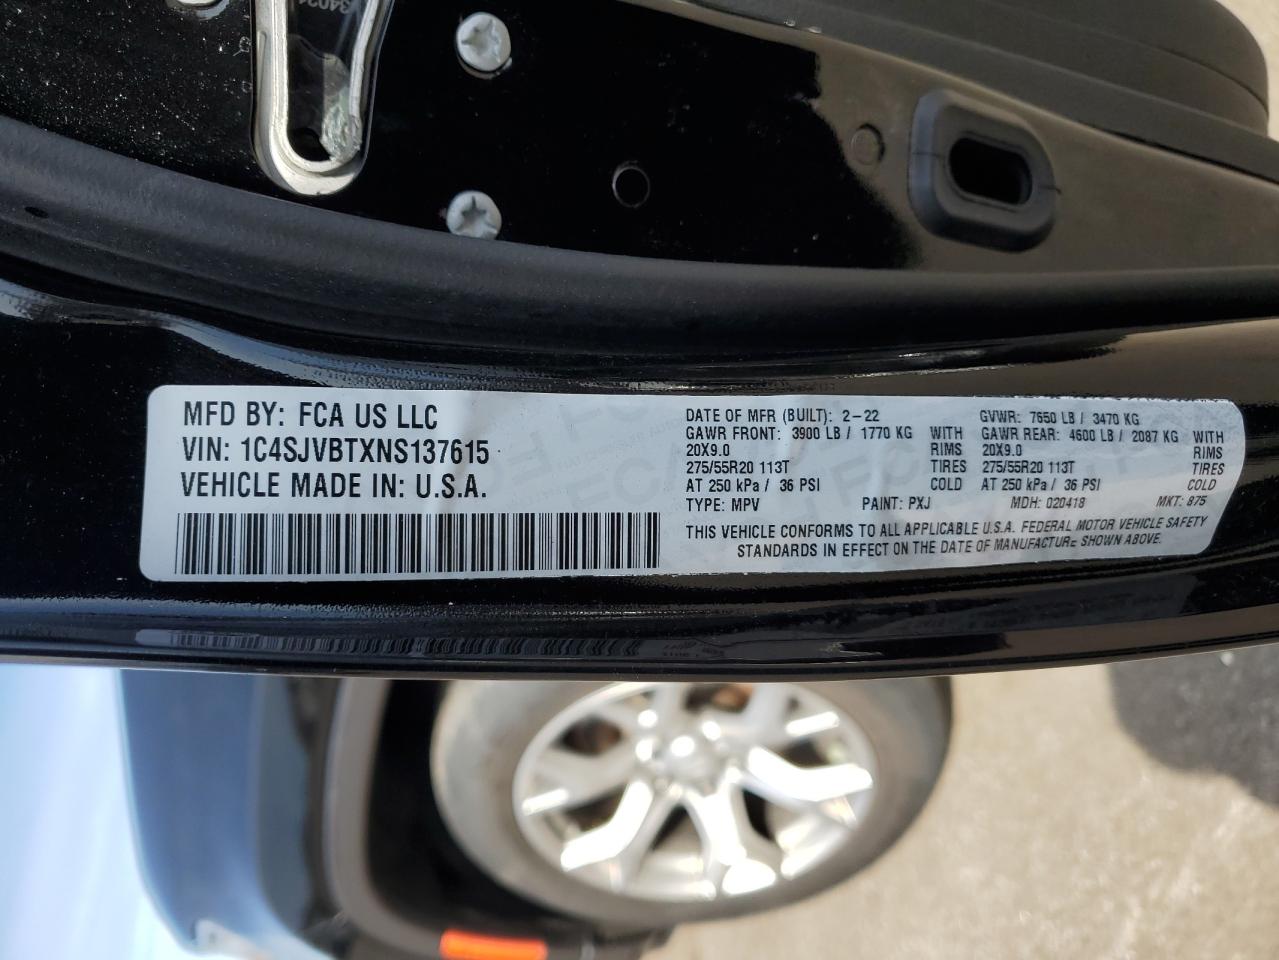 MFD BY: FCA US LLC
VIN: 1C4SJVBTXNS137615
VEHICLE MADE IN: U.S.A.
DATE OF MFR (BUILT): 2-22 GVWR: 7650 LB / 3470 KG
GAWR FRONT: 3900 LB / 1770 KG WITH GAWR REAR: 4600 LB / 2087 KG WITH
20X9.0 RIMS 20X9.0 RIMS
275/55R20 113T TIRES 275/55R20 113T TIRES
AT 250 kPa / 36 PSI COLD AT 250 kPa / 36 PSI COLD
TYPE: MPV PAINT: PXJ MDH: 020418 MKT: 875
THIS VEHICLE CONFORMS TO ALL APPLICABLE U.S.A. FEDERAL MOTOR VEHICLE SAFETY
STANDARDS IN EFFECT ON THE DATE OF MANUFACTURE SHOWN ABOVE.